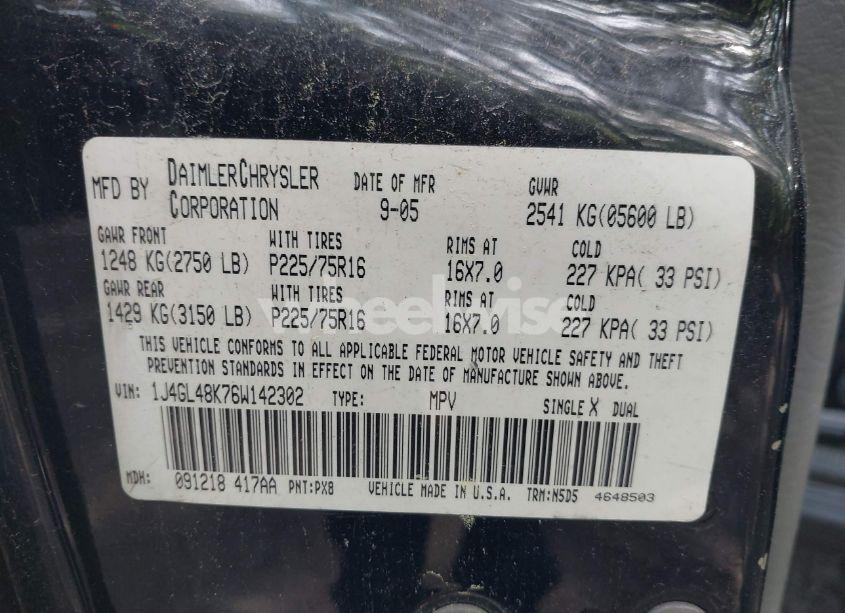 MFD BY DAIMLERCHRYSLER CORPORATION DATE OF MFR 9-05 GVWR 2541 KG(05600 LB)
GAWR FRONT WITH TIRES RIMS AT COLD
1248 KG(2750 LB) P225/75R16 16X7.0 227 KPA( 33 PSI)
GAWR REAR WITH TIRES RIMS AT COLD
1429 KG(3150 LB) P225/75R16 16X7.0 227 KPA( 33 PSI)
THIS VEHICLE CONFORMS TO ALL APPLICABLE FEDERAL MOTOR VEHICLE SAFETY AND THEFT
PREVENTION STANDARDS IN EFFECT ON THE DATE OF MANUFACTURE SHOWN ABOVE.
VIN: 1J4GL48K76W142302 TYPE: MPV SINGLE X DUAL
MDH: 091218 417AA PNT:PX8 VEHICLE MADE IN U.S.A. TRM:N5D5 4648503